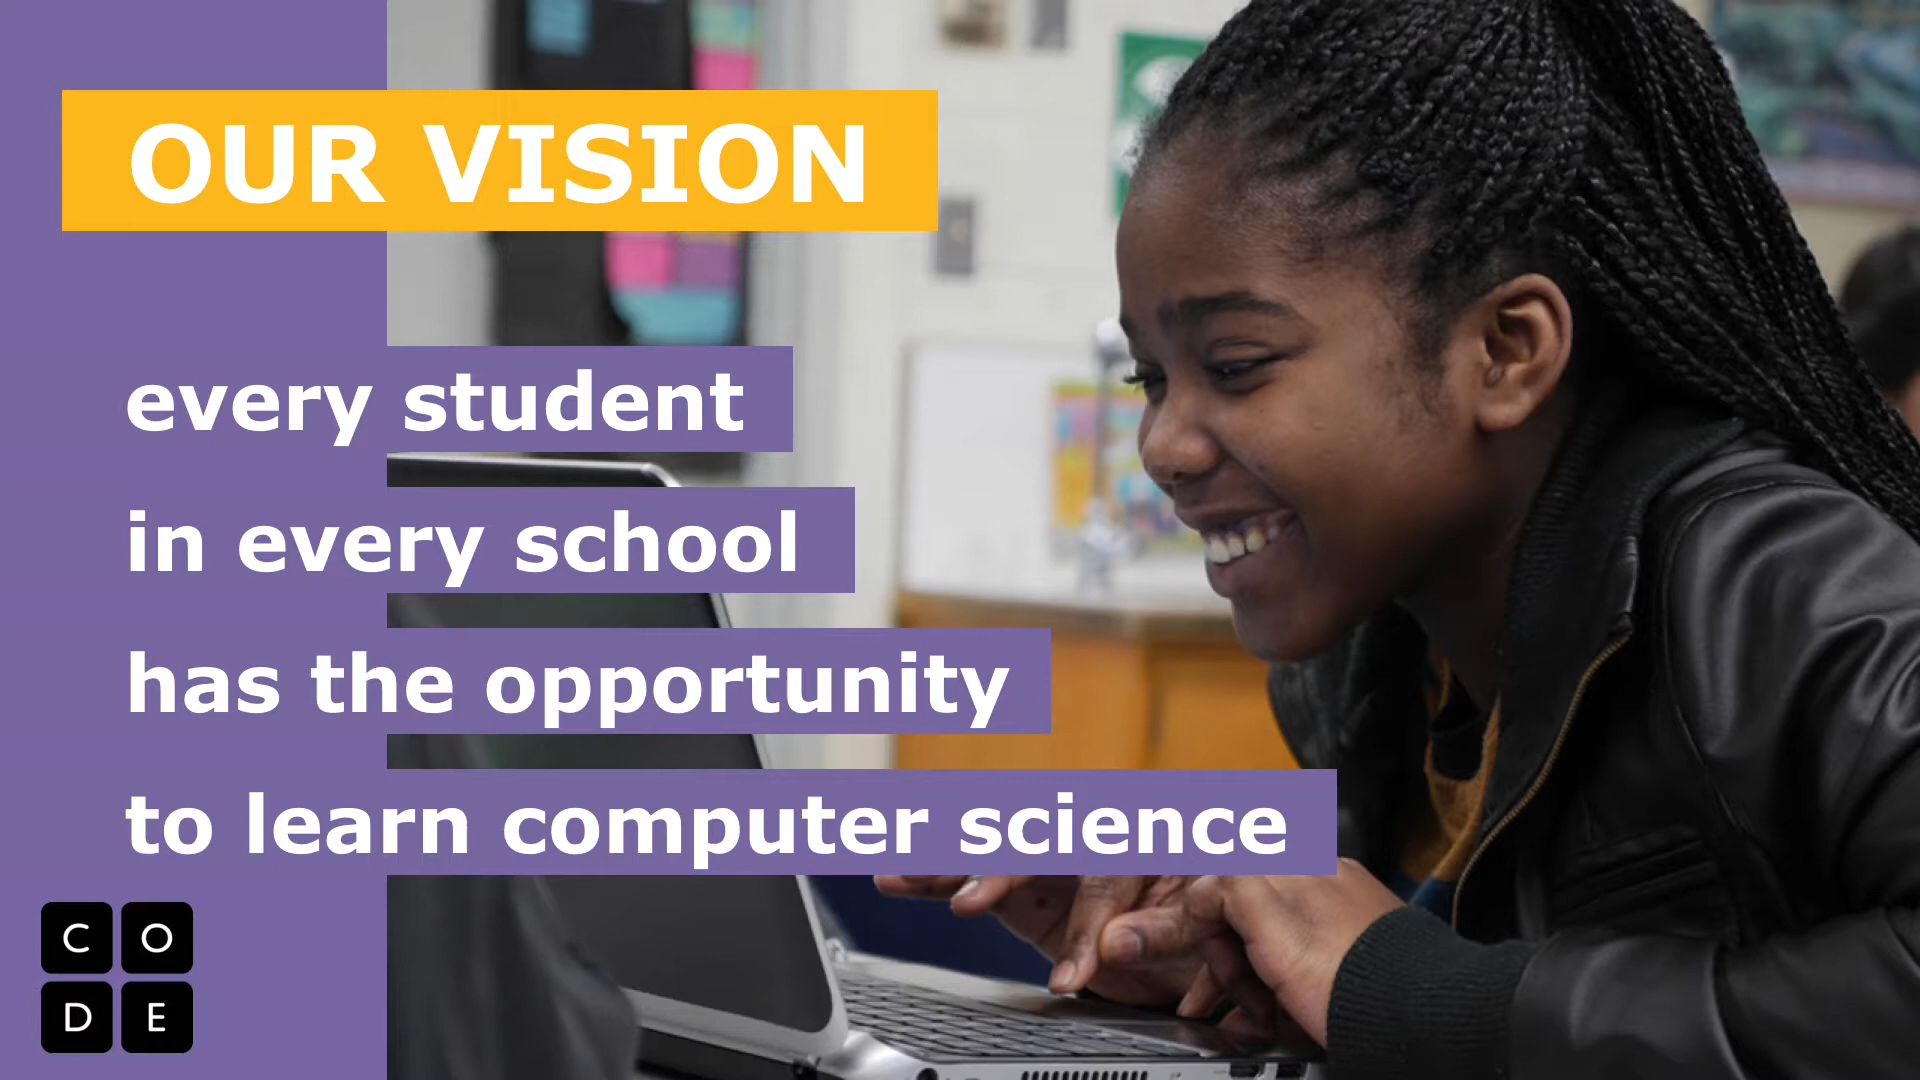 OUR VISION
every student
in every school
has the opportunity
to learn computer science
C O
D E